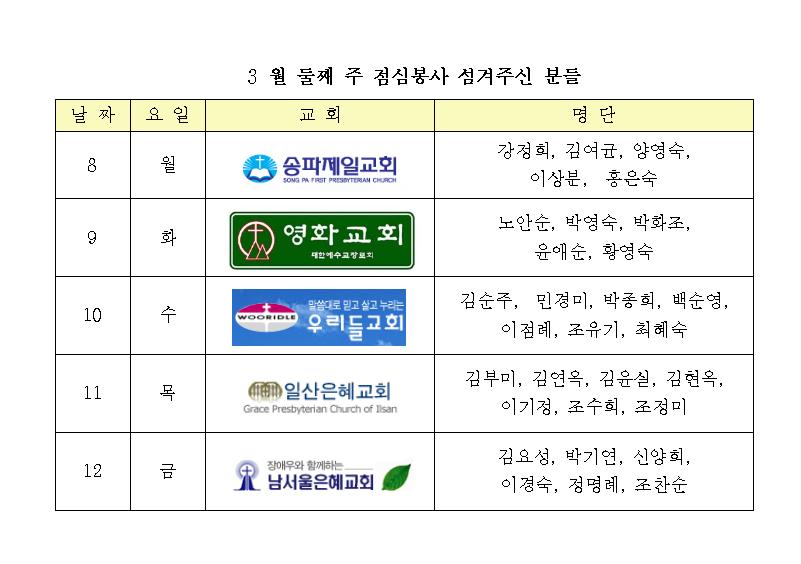 3 월 둘째 주 점심봉사 섬겨주신 분들
날 짜 요 일 교 회 명 단
8 월 송파제일교회 강정희, 김여균, 양영숙,
SONG PA FIRST PRESBYTERIAN CHURCH 이상분, 홍은숙
9 화 영화교회 노안순, 박영숙, 박화조,
대한예수교장로회 윤애순, 황영숙
10 수 말씀대로 믿고 살고 누리는 김순주, 민경미, 박종희, 백순영,
WOORIDLE 우리들교회 이점례, 조유기, 최혜숙
11 목 일산은혜교회 김부미, 김연옥, 김윤실, 김현옥,
Grace Presbyterian Church of Ilsan 이기정, 조수희, 조정미
12 금 장애우와 함께하는 김요성, 박기연, 신양희,
남서울은혜교회 이경숙, 정명례, 조찬순